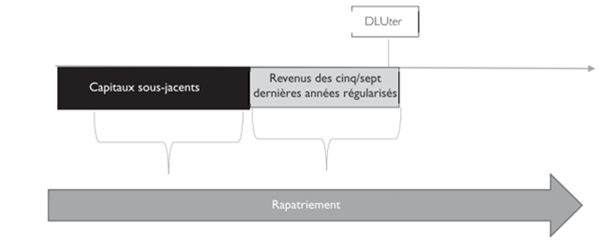 DLUter
Capitaux sous-jacents
Revenus des cinq/sept
dernières années régularisés
Rapatriement